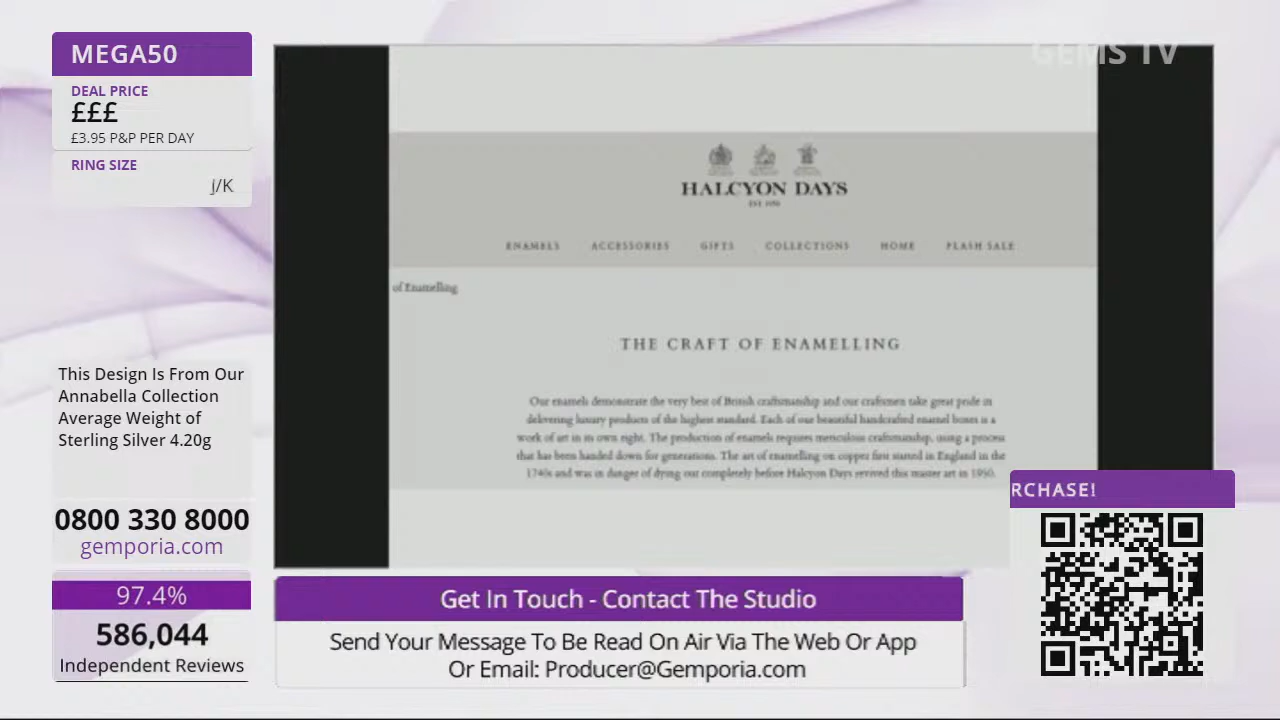 MEGA50
DEAL PRICE
£££
£3.95 P&P PER DAY
RING SIZE
J/K
This Design Is From Our
Annabella Collection
Average Weight of
Sterling Silver 4.20g
0800 330 8000
gemporia.com
97.4%
586,044
Independent Reviews
GEMS TV
HALCYON DAYS
EST 1950
ENAMELS ACCESSORIES GIFTS COLLECTIONS HOME FLASH SALE
of Enamelling
THE CRAFT OF ENAMELLING
Our enamels demonstrate the very best of British craftsmanship and our craftsmen take great pride in
delivering luxury products of the highest standard. Each of our beautiful handcrafted enamel boxes is a
work of art in its own right. The production of enamels requires meticulous craftsmanship, using a process
that has been handed down for generations. The art of enamelling on copper first started in England in the
1740s and was in danger of dying out completely before Halcyon Days revived this master art in 1950.
RCHASE!
Get In Touch - Contact The Studio
Send Your Message To Be Read On Air Via The Web Or App
Or Email: Producer@Gemporia.com